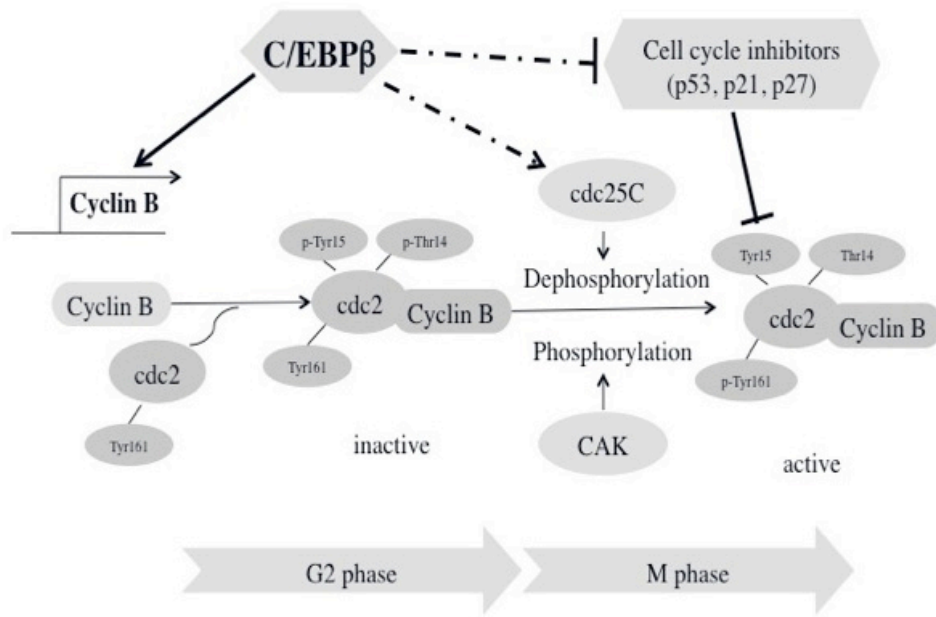 C/EBPβ
Cell cycle inhibitors
(p53, p21, p27)
Cyclin B
cdc25C
p-Tyr15
p-Thr14
Tyr15
Thr14
Dephosphorylation
Cyclin B
cdc2
Cyclin B
cdc2
Cyclin B
Phosphorylation
cdc2
Tyr161
p-Tyr161
Tyr161
inactive
CAK
active
G2 phase
M phase